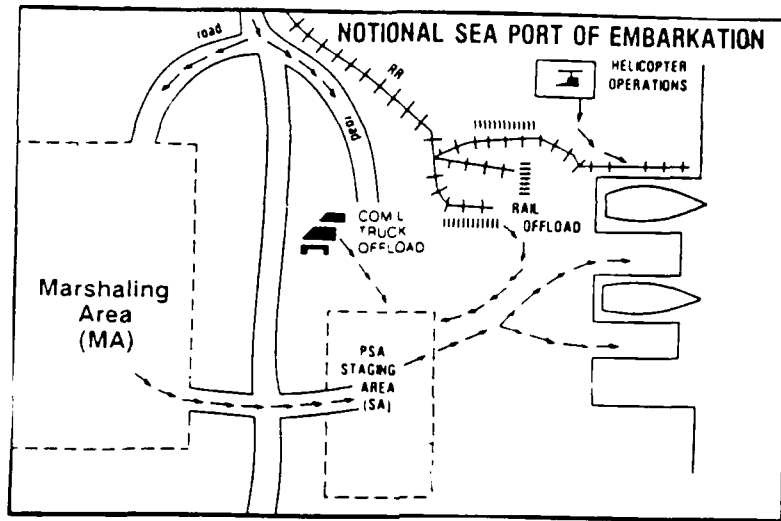 NOTIONAL SEA PORT OF EMBARKATION
road
RR
HELICOPTER
OPERATIONS
road
COM'L
TRUCK
OFFLOAD
RAIL
OFFLOAD
Marshaling
Area
(MA)
PSA
STAGING
AREA
(SA)